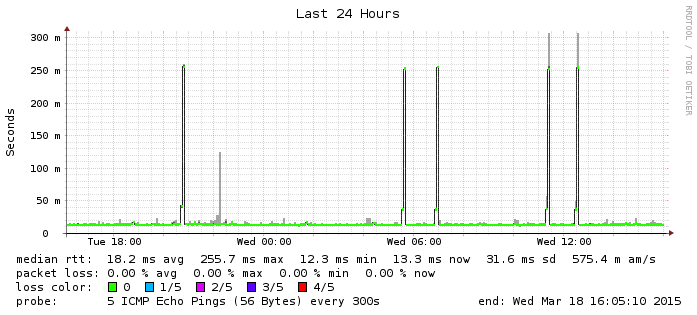 Last 24 Hours
RRDTOOL / TOBI OETIKER
Seconds
300 m
250 m
200 m
150 m
100 m
50 m
0
Tue 18:00 Wed 00:00 Wed 06:00 Wed 12:00
median rtt: 18.2 ms avg 255.7 ms max 12.3 ms min 13.3 ms now 31.6 ms sd 575.4 m am/s
packet loss: 0.00 % avg 0.00 % max 0.00 % min 0.00 % now
loss color: 0 1/5 2/5 3/5 4/5
probe: 5 ICMP Echo Pings (56 Bytes) every 300s end: Wed Mar 18 16:05:10 2015